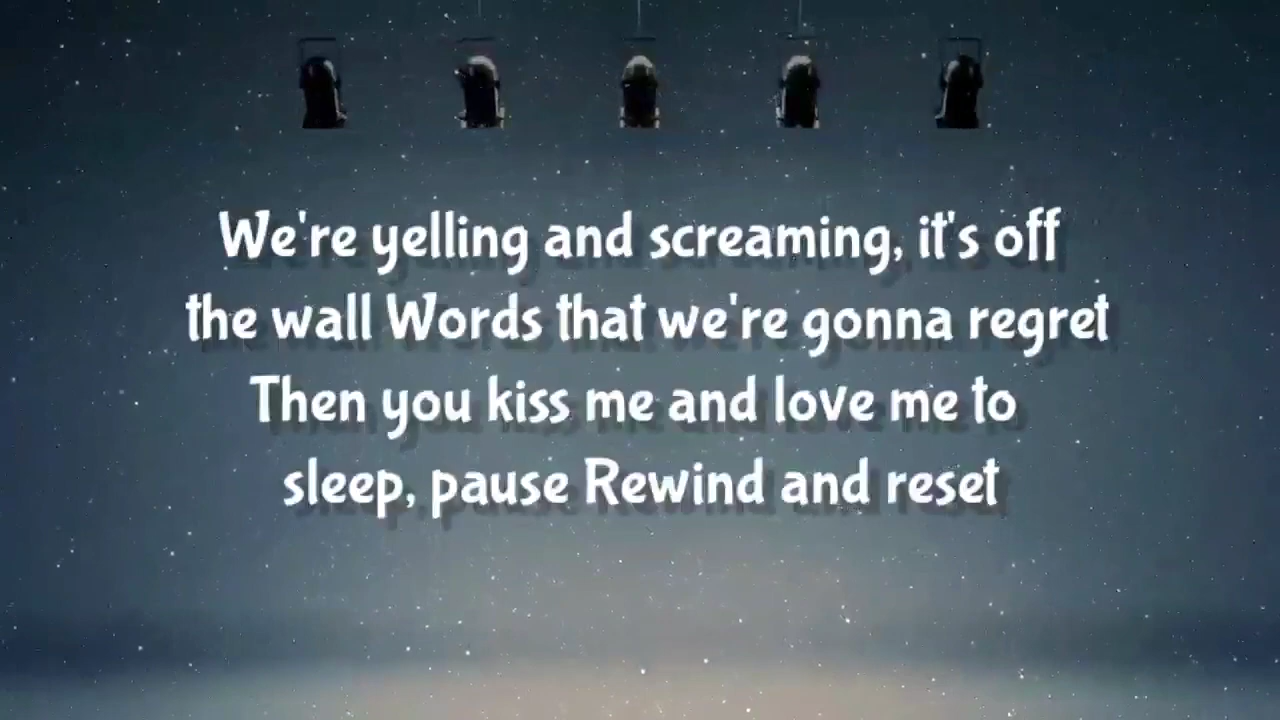 We're yelling and screaming, it's off
the wall Words that we're gonna regret
Then you kiss me and love me to
sleep, pause Rewind and reset